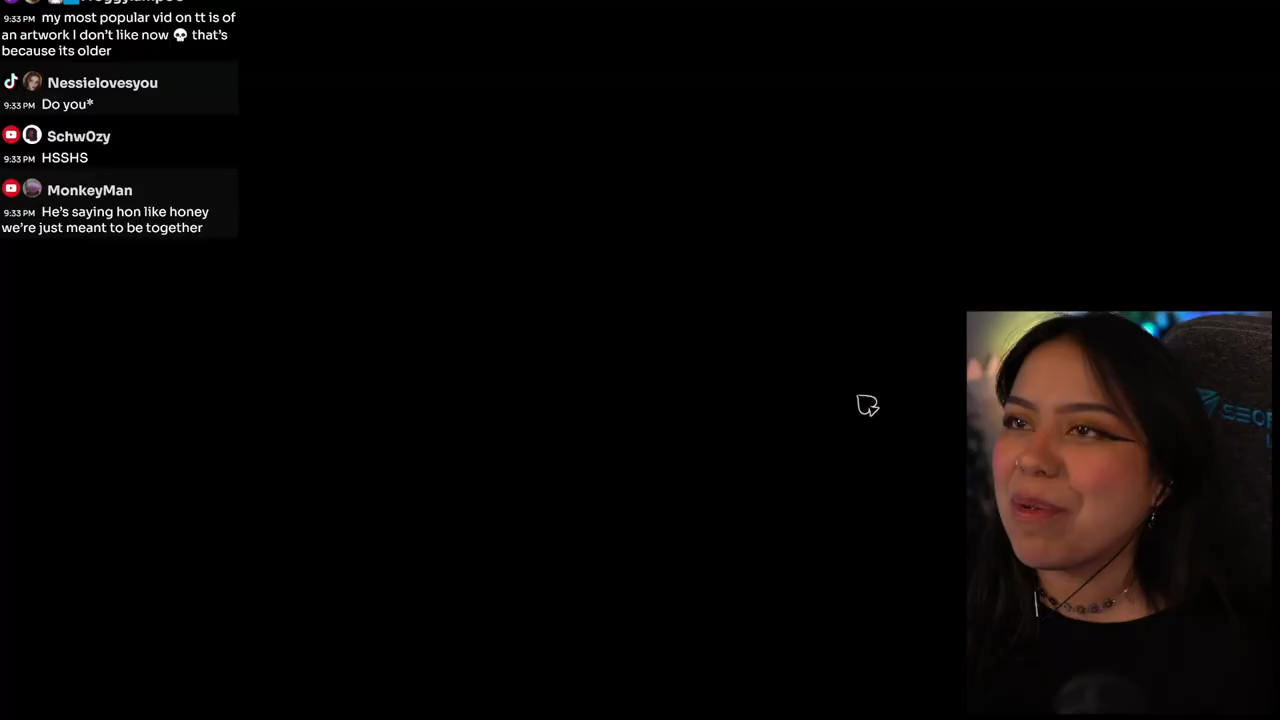 9:33 PM my most popular vid on tt is of
an artwork I don't like now 💀 that's
because its older
Nessielovesyou
9:33 PM Do you*
Schw0zy
9:33 PM HSSHS
MonkeyMan
9:33 PM He's saying hon like honey
we're just meant to be together